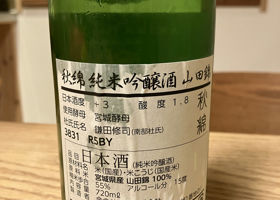 秋綿 純米吟醸酒 山田錦
日本酒度 +3 酸度 1.8
使用酵母 宮城酵母
杜氏氏名 鎌田修司(南部杜氏)
3831 R5BY
秋綿
日本酒 (純米吟醸酒)
米(国産)・米こうじ(国産米)
宮城県産 山田錦 100%
55% アルコール分 15度
720ml